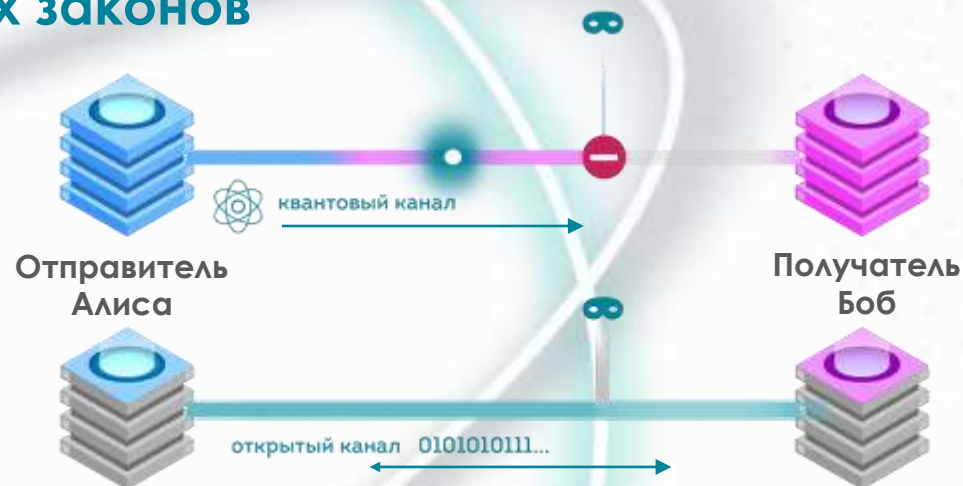 х законов
квантовый канал
Отправитель
Алиса
Получатель
Боб
открытый канал 0101010111...